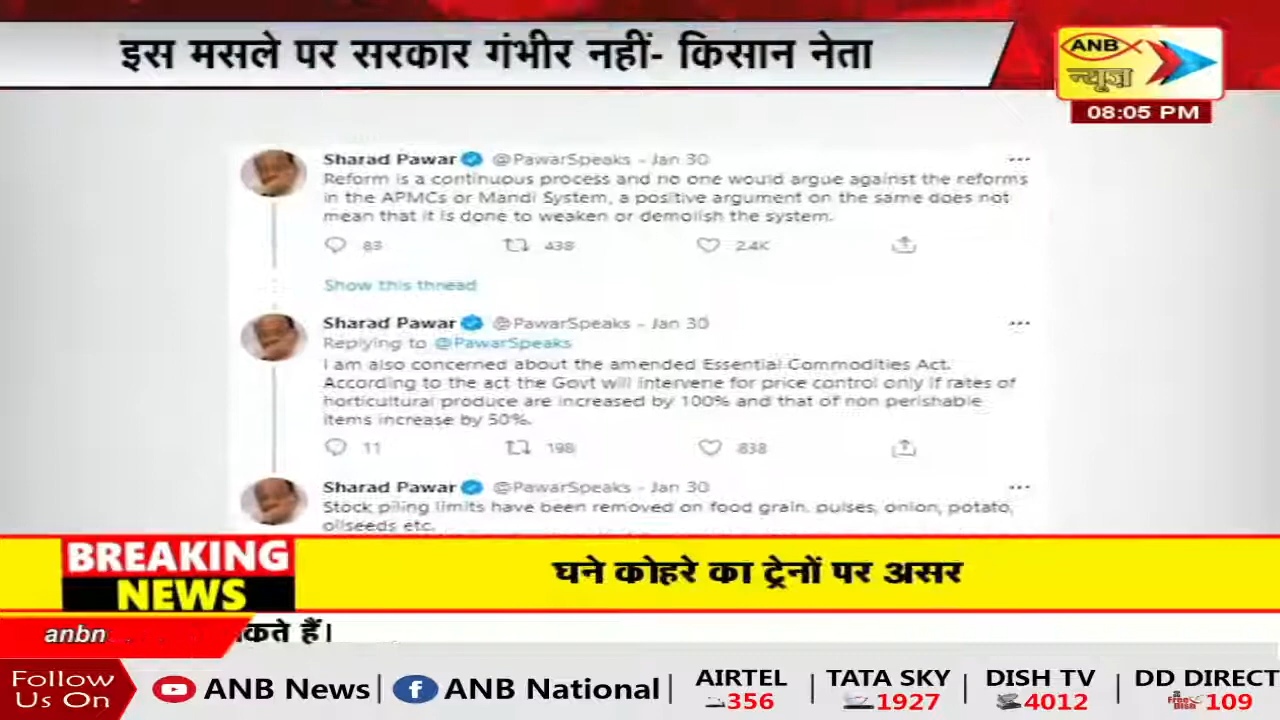 इस मसले पर सरकार गंभीर नहीं- किसान नेता
ANB
न्यूज़
08:05 PM
Sharad Pawar @PawarSpeaks - Jan 30
Reform is a continuous process and no one would argue against the reforms
in the APMCs or Mandi System, a positive argument on the same does not
mean that it is done to weaken or demolish the system.
83 438 2.4K
Show this thread
Sharad Pawar @PawarSpeaks - Jan 30
Replying to @PawarSpeaks
I am also concerned about the amended Essential Commodities Act.
According to the act the Govt will intervene for price control only if rates of
horticultural produce are increased by 100% and that of non perishable
items increase by 50%.
11 198 838
Sharad Pawar @PawarSpeaks - Jan 30
Stock piling limits have been removed on food grain, pulses, onion, potato,
oilseeds etc.
BREAKING
NEWS
घने कोहरे का ट्रेनों पर असर
anbn
हैं।
Follow
Us On
ANB News
ANB National
AIRTEL
356
TATA SKY
1927
DISH TV
4012
DD DIRECT
Free Dish
109